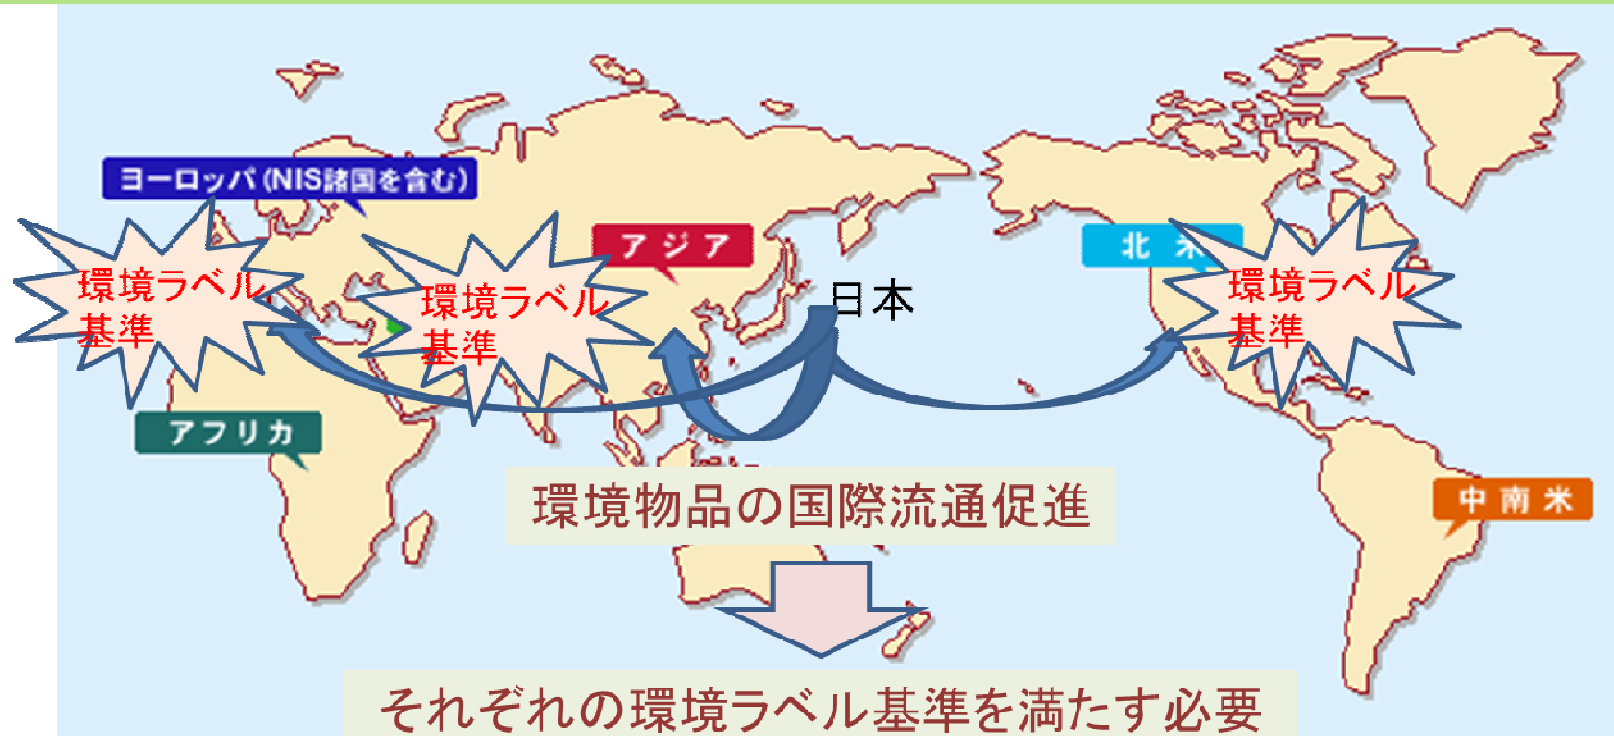 ヨーロッパ(NIS諸国を含む)
アジア
北米
環境ラベル
基準
環境ラベル
基準
日本
環境ラベル
基準
アフリカ
環境物品の国際流通促進
中南米
それぞれの環境ラベル基準を満たす必要